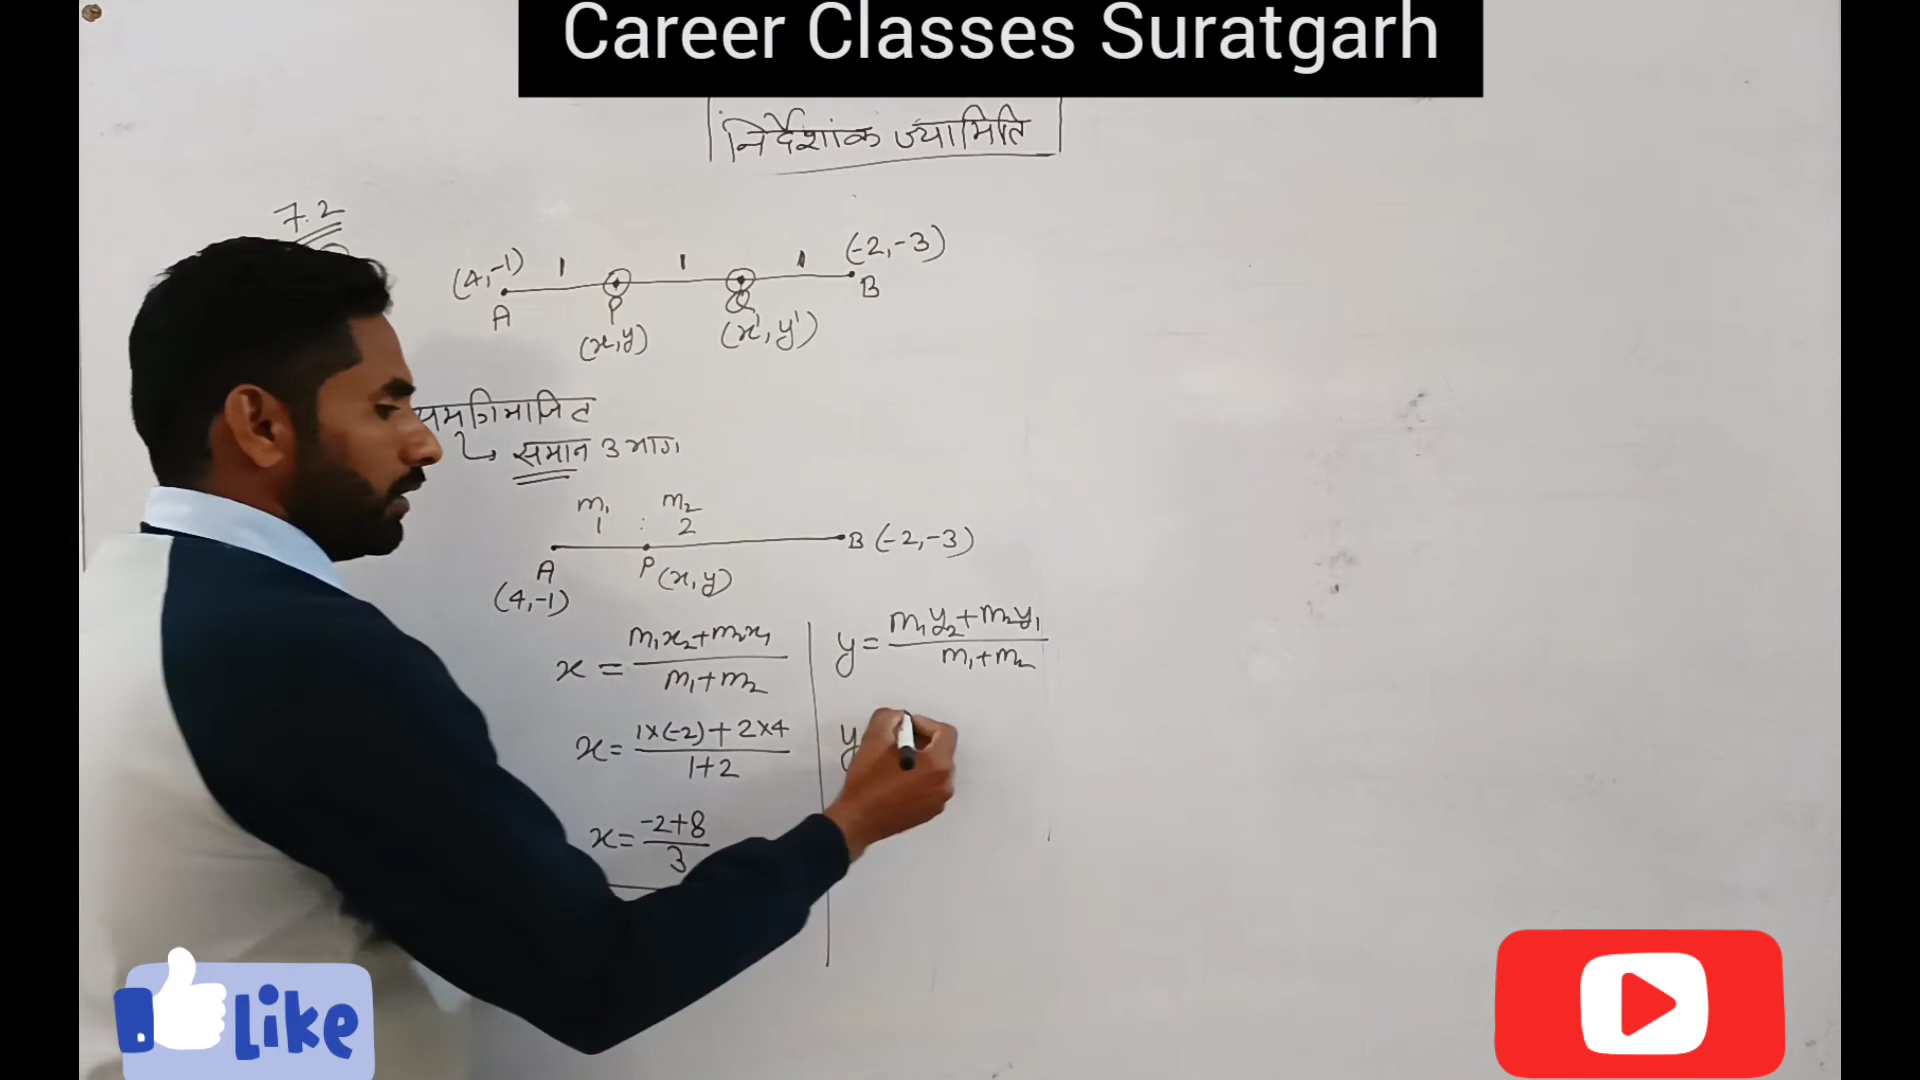 Career Classes Suratgarh
निर्देशांक ज्यामिति
7.2
(4,-1) 1 1 1 (-2,-3)
A P Q B
(x,y) (x',y')
समत्रिभाजित
↳ समान 3 भाग
m₁ m₂
1 : 2
A P (x,y) B (-2,-3)
(4,-1)
x = (m₁x₂+m₂x₁)/(m₁+m₂)
y = (m₁y₂+m₂y₁)/(m₁+m₂)
x = (1×(-2)+2×4)/(1+2)
y
x = (-2+8)/3
Like